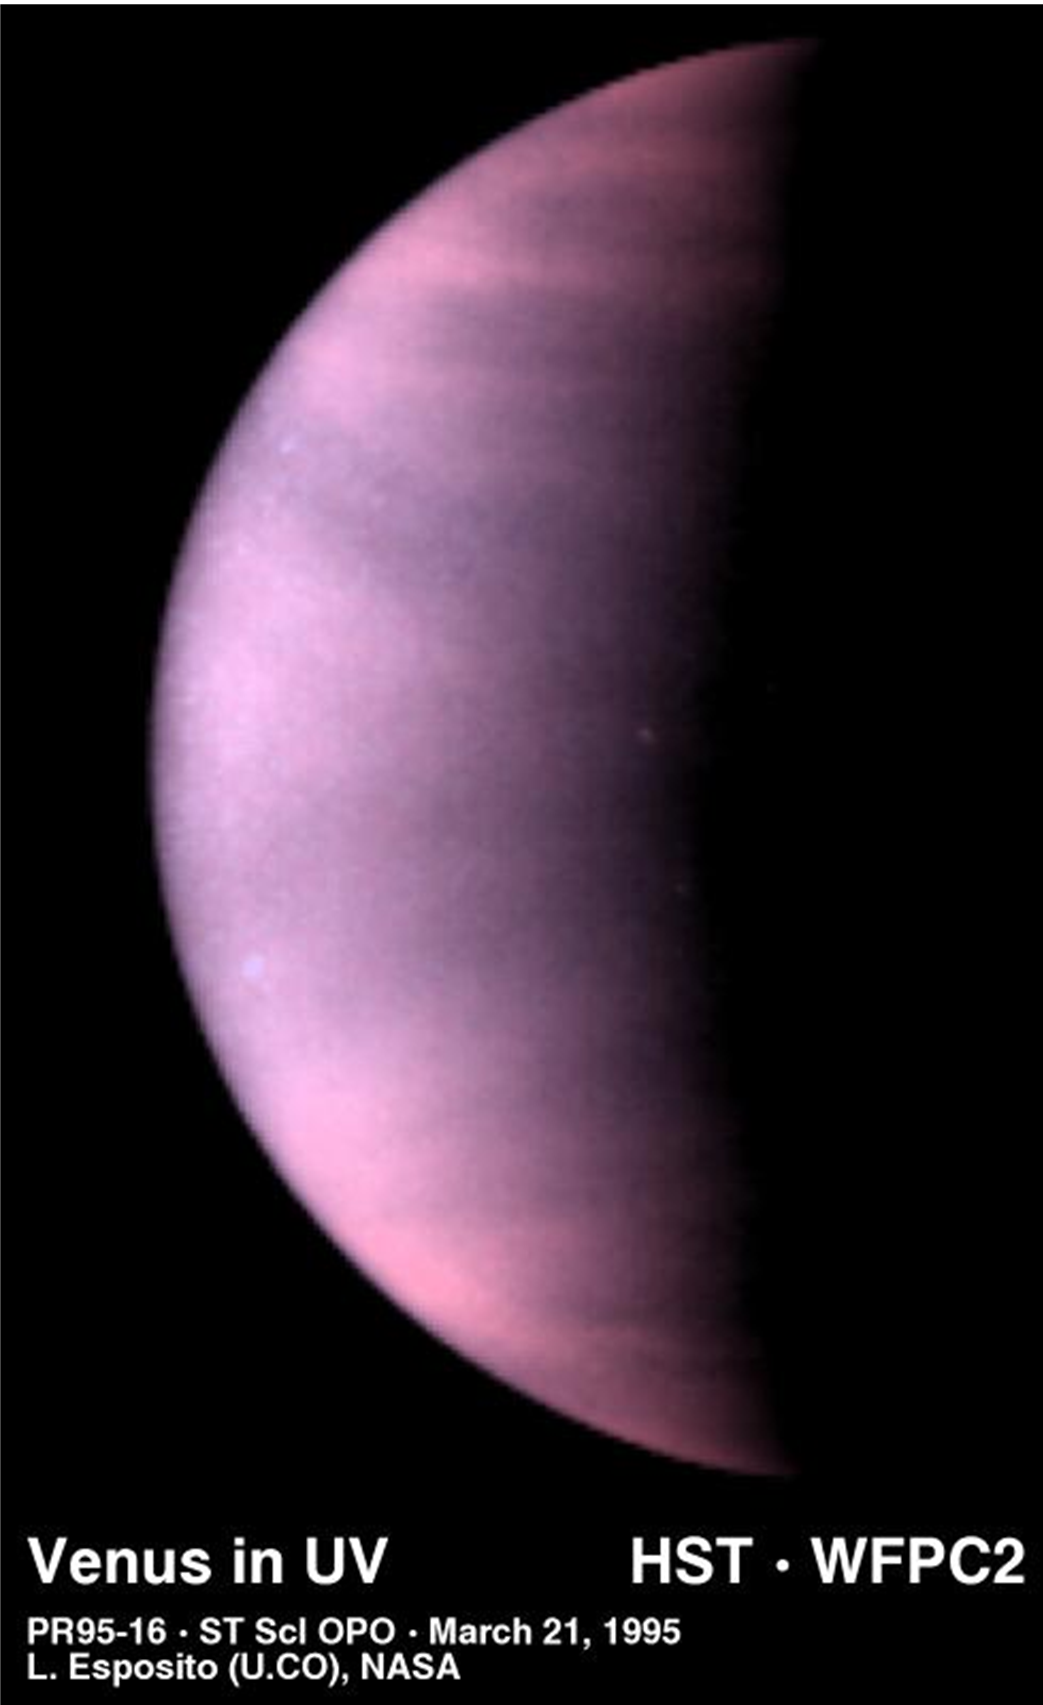 Venus in UV HST · WFPC2
PR95-16 · ST ScI OPO · March 21, 1995
L. Esposito (U.CO), NASA